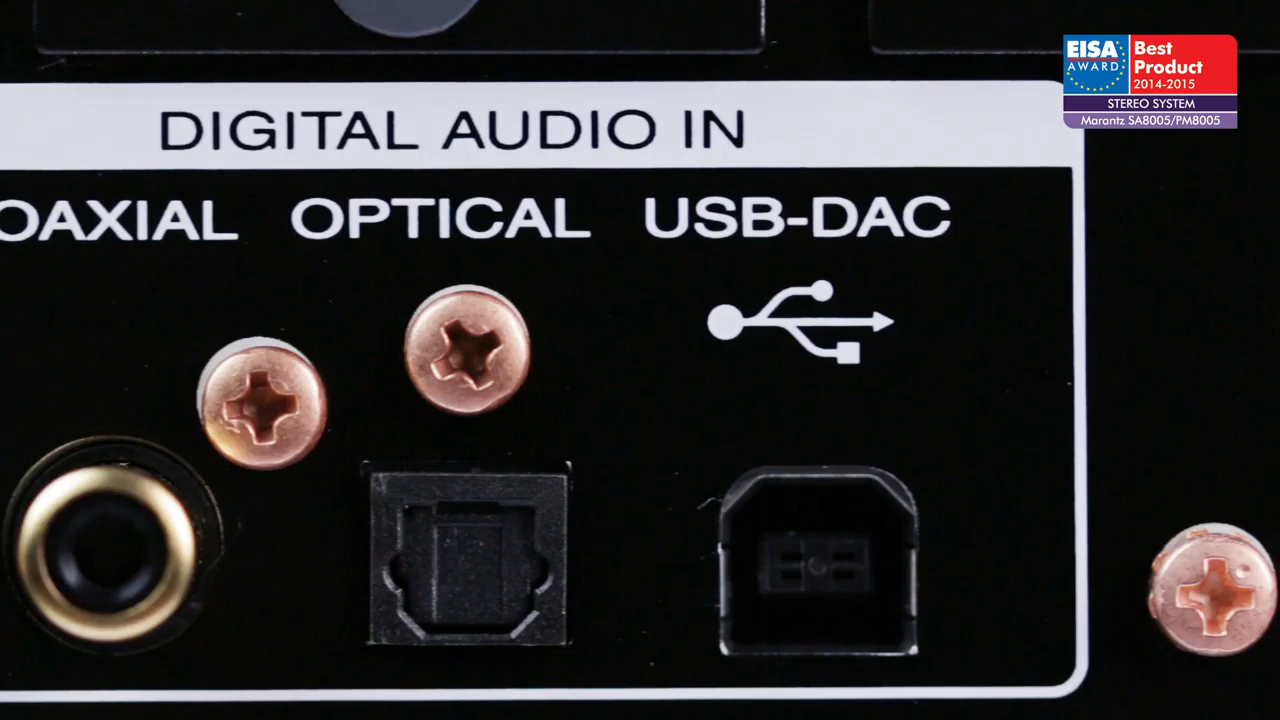 EISA
AWARD
Best
Product
2014-2015
STEREO SYSTEM
Marantz SA8005/PM8005
DIGITAL AUDIO IN
OAXIAL OPTICAL USB-DAC